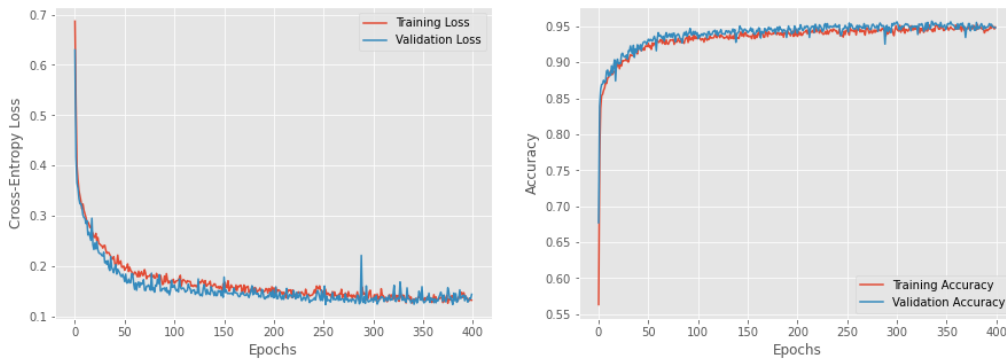 Training Loss
Validation Loss
0.7
0.6
0.5
0.4
0.3
0.2
0.1
Cross-Entropy Loss
0 50 100 150 200 250 300 350 400
Epochs
0.95
0.90
0.85
0.80
0.75
0.70
0.65
0.60
0.55
Accuracy
Training Accuracy
Validation Accuracy
0 50 100 150 200 250 300 350 400
Epochs